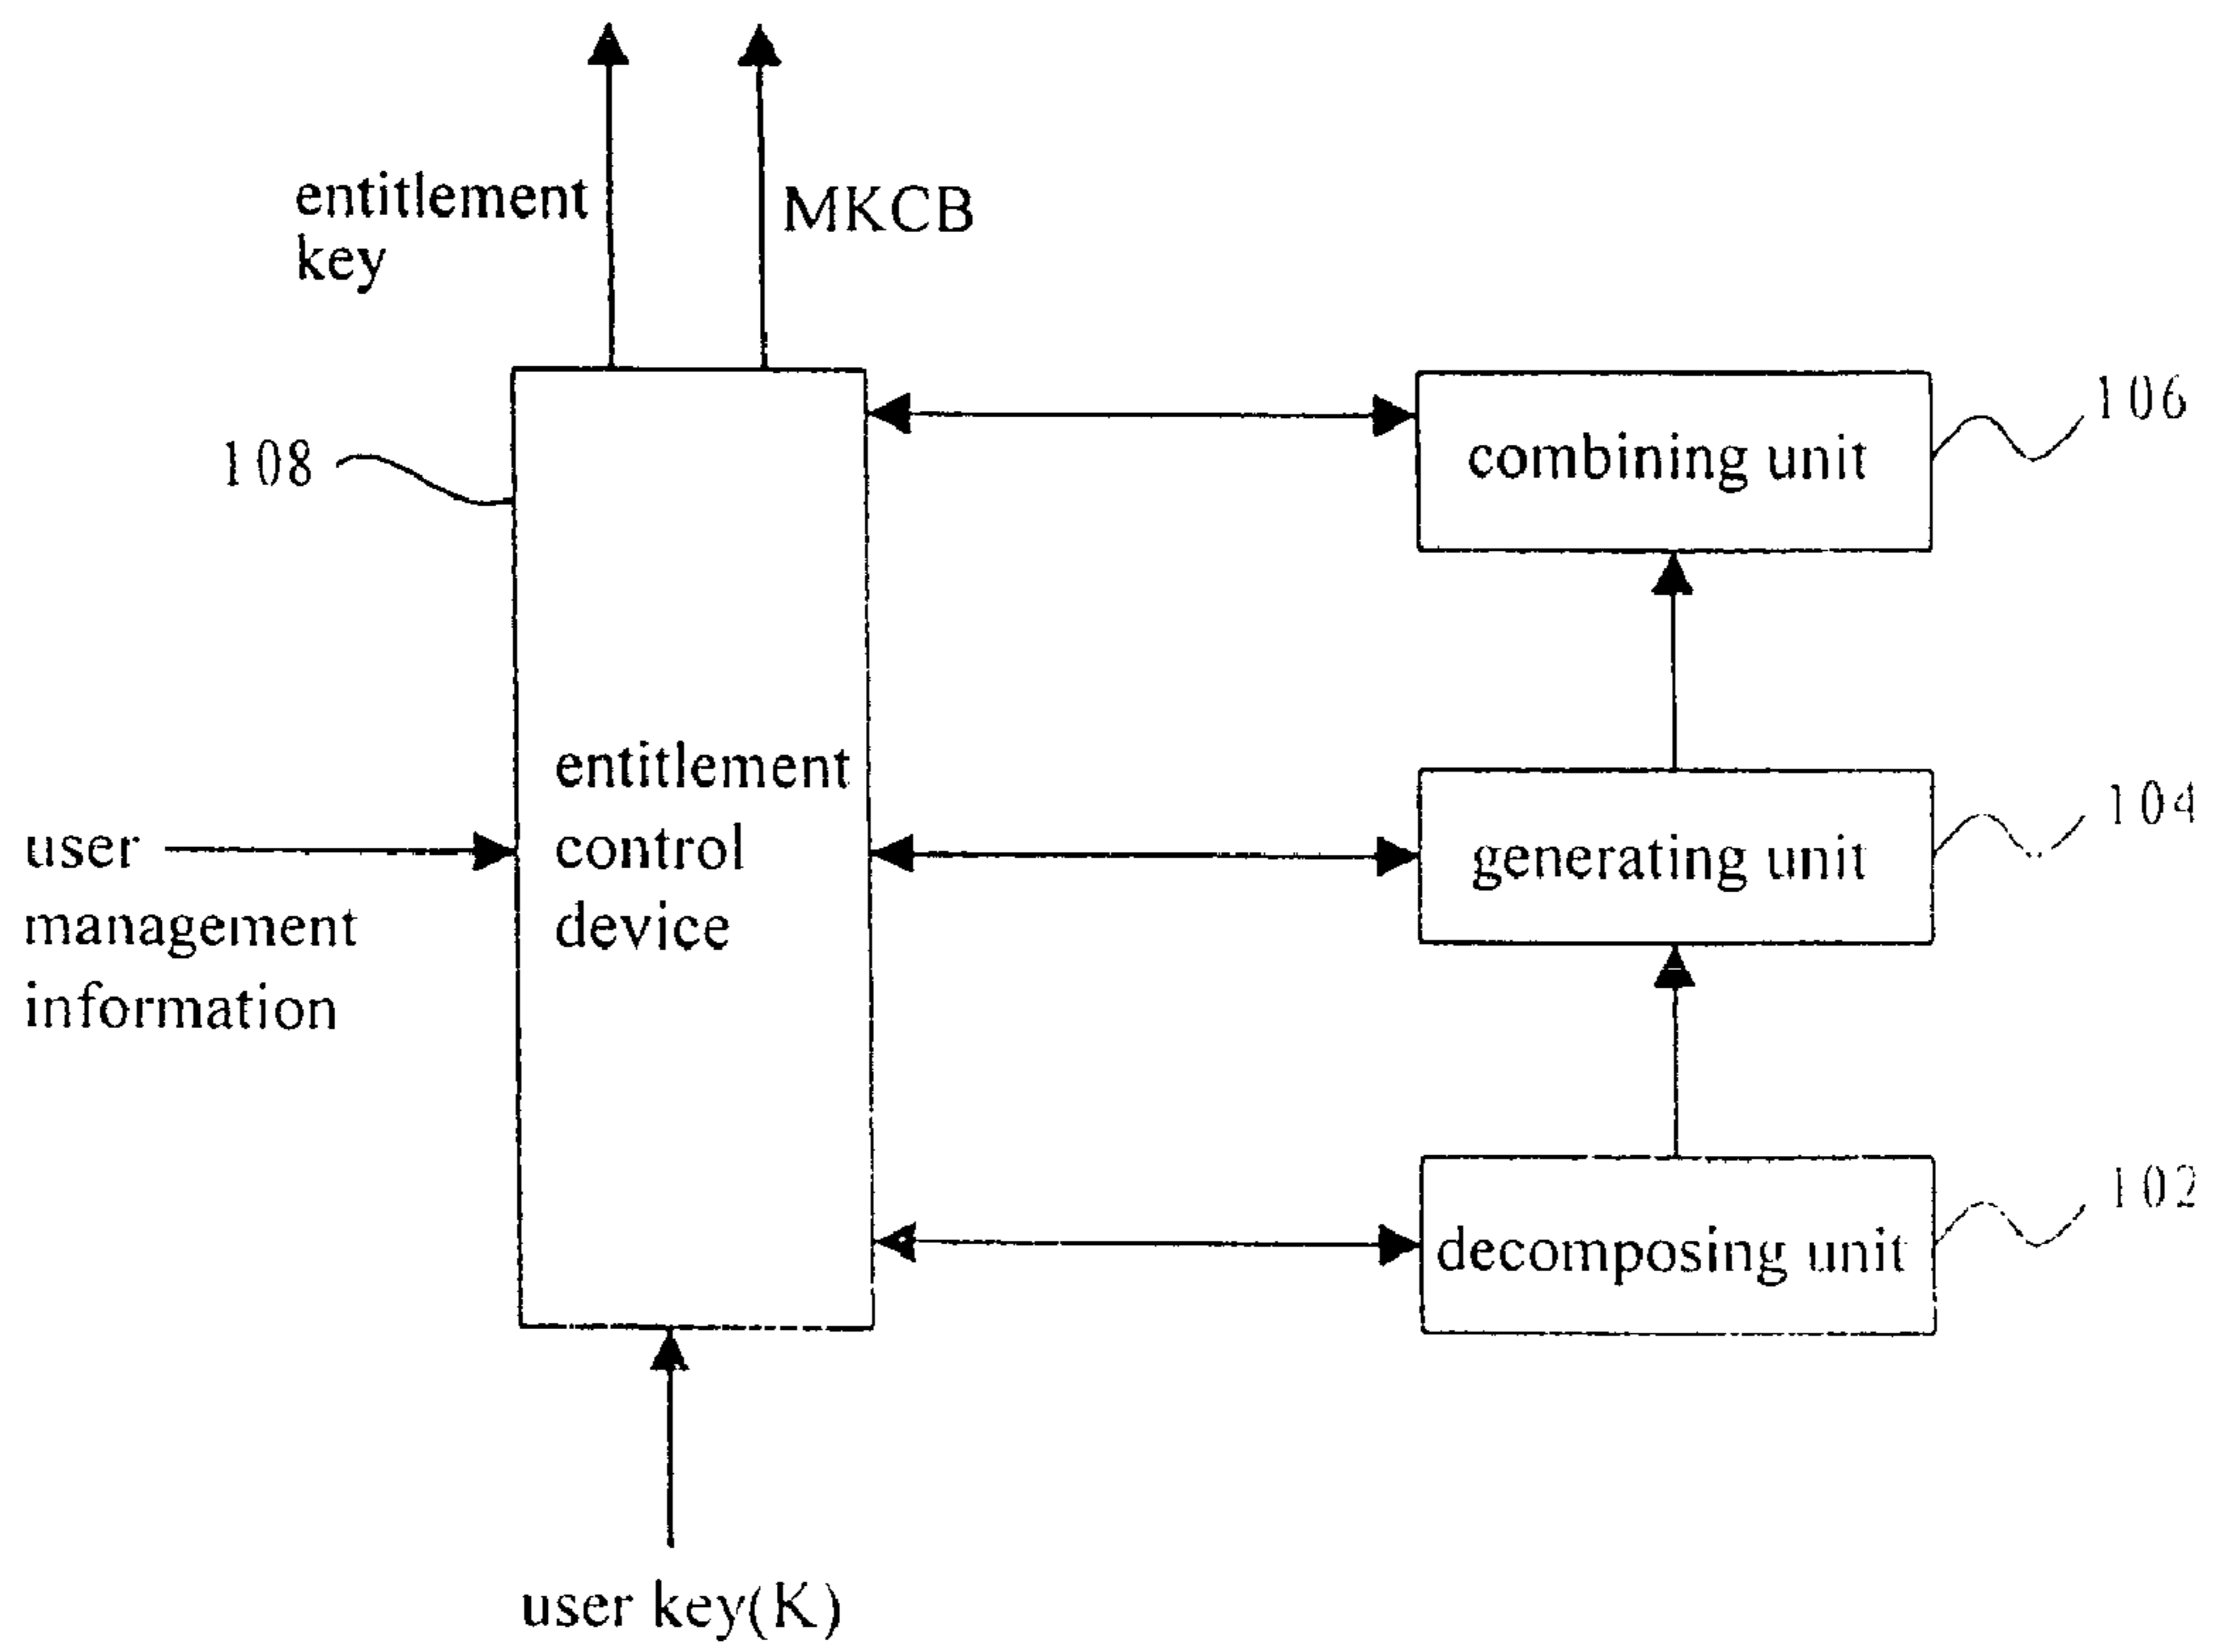 entitlement
key
MKCB
108
106
combining unit
entitlement
control
device
user
management
information
104
generating unit
102
decomposing unit
user key(K)